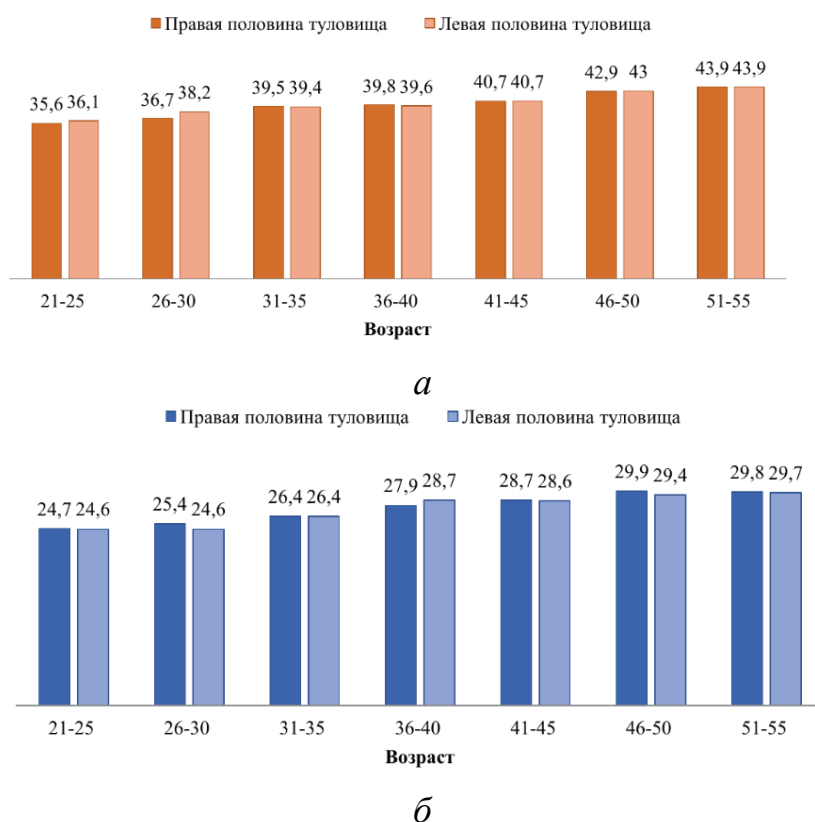 Правая половина туловища Левая половина туловища
35,6 36,1 36,7 38,2 39,5 39,4 39,8 39,6 40,7 40,7 42,9 43 43,9 43,9
21-25 26-30 31-35 36-40 41-45 46-50 51-55
Возраст
а
Правая половина туловища Левая половина туловища
24,7 24,6 25,4 24,6 26,4 26,4 27,9 28,7 28,7 28,6 29,9 29,4 29,8 29,7
21-25 26-30 31-35 36-40 41-45 46-50 51-55
Возраст
б